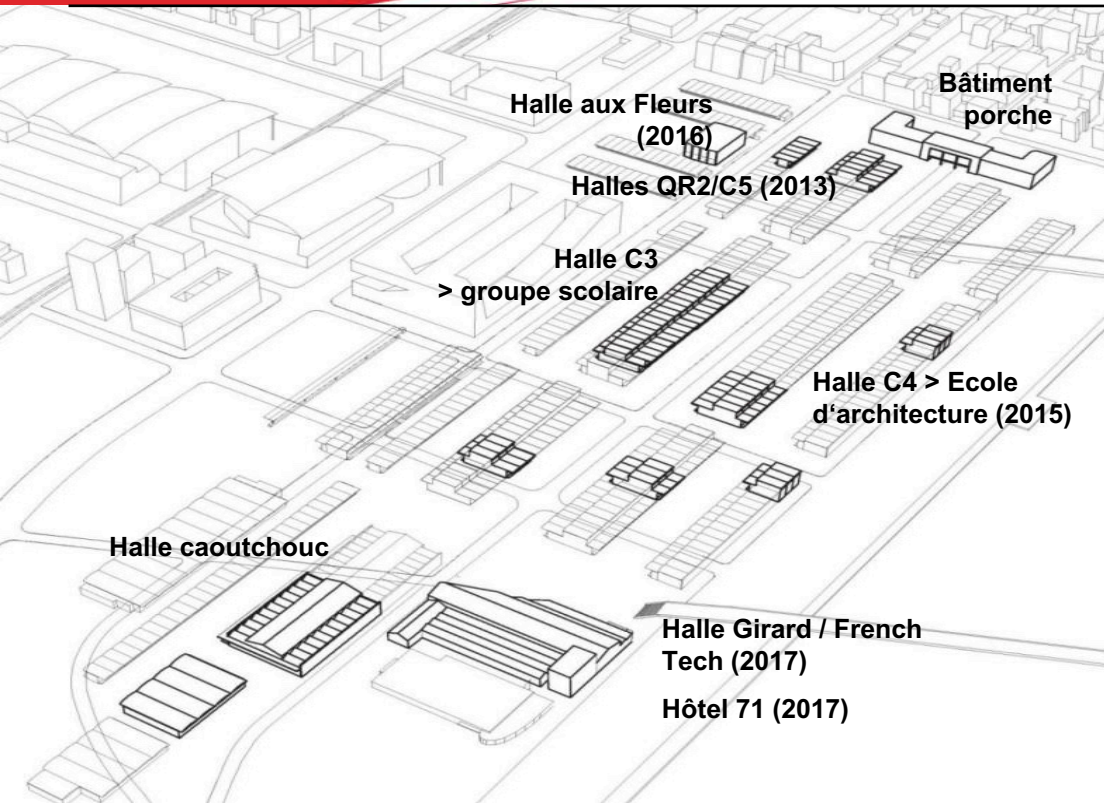 Bâtiment
porche
Halle aux Fleurs
(2016)
Halles QR2/C5 (2013)
Halle C3
> groupe scolaire
Halle C4 > Ecole
d‘architecture (2015)
Halle caoutchouc
Halle Girard / French
Tech (2017)
Hôtel 71 (2017)